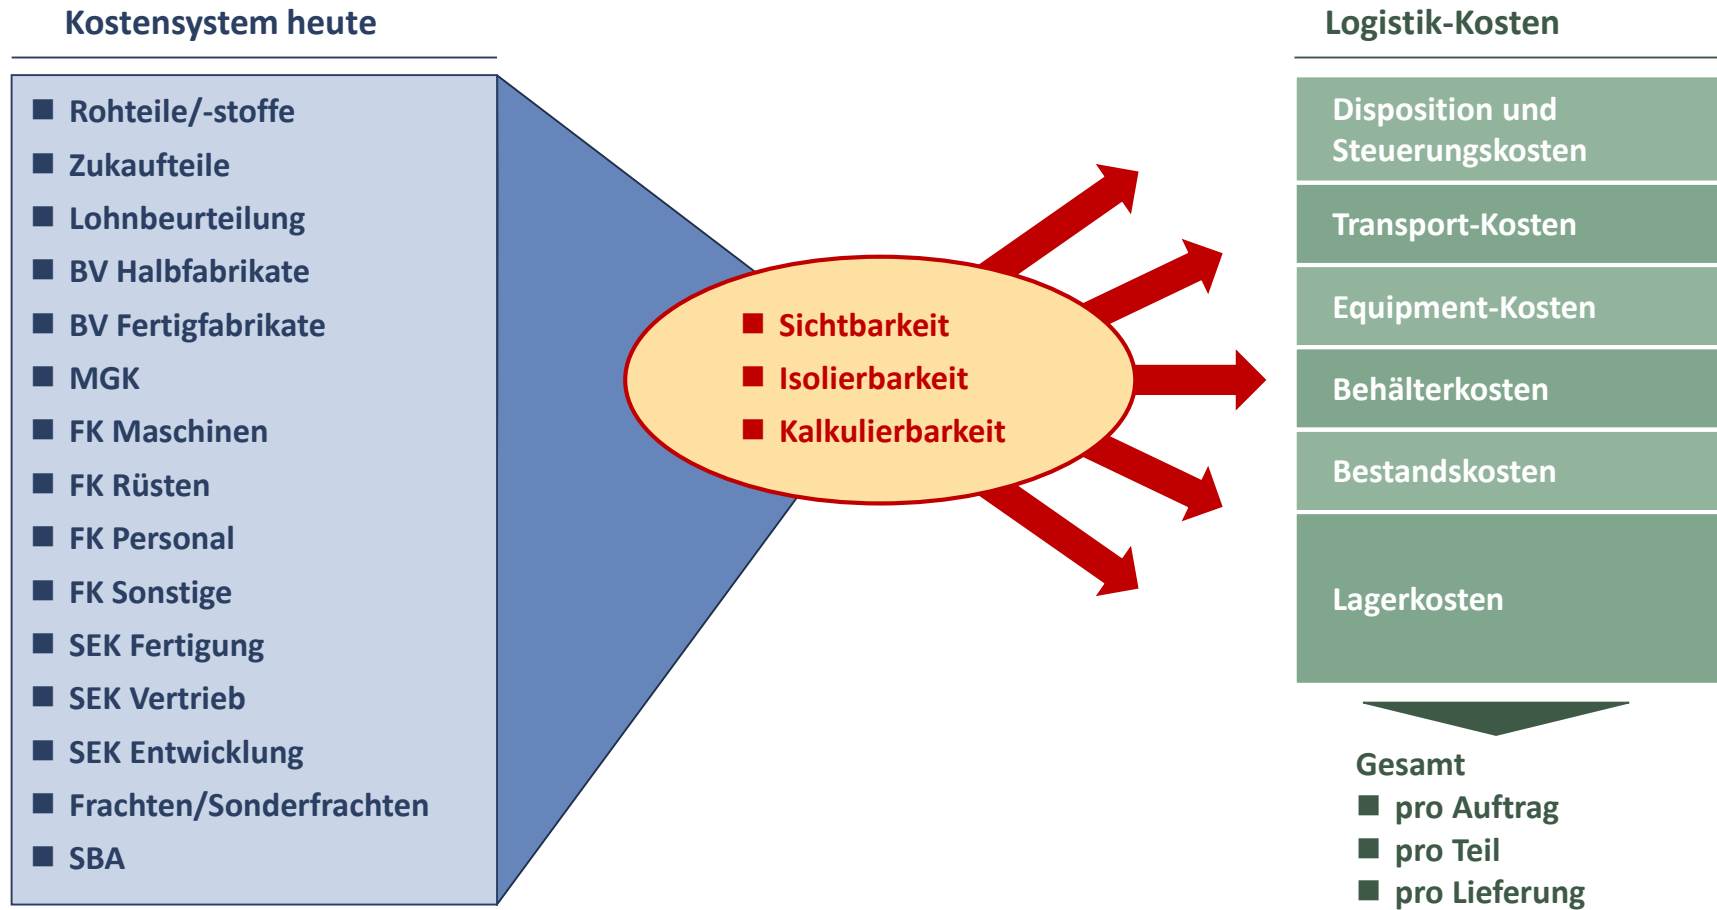 Kostensystem heute
Rohteile/-stoffe
Zukaufteile
Lohnbeurteilung
BV Halbfabrikate
BV Fertigfabrikate
MGK
FK Maschinen
FK Rüsten
FK Personal
FK Sonstige
SEK Fertigung
SEK Vertrieb
SEK Entwicklung
Frachten/Sonderfrachten
SBA
Sichtbarkeit
Isolierbarkeit
Kalkulierbarkeit
Logistik-Kosten
Disposition und
Steuerungskosten
Transport-Kosten
Equipment-Kosten
Behälterkosten
Bestandskosten
Lagerkosten
Gesamt
pro Auftrag
pro Teil
pro Lieferung